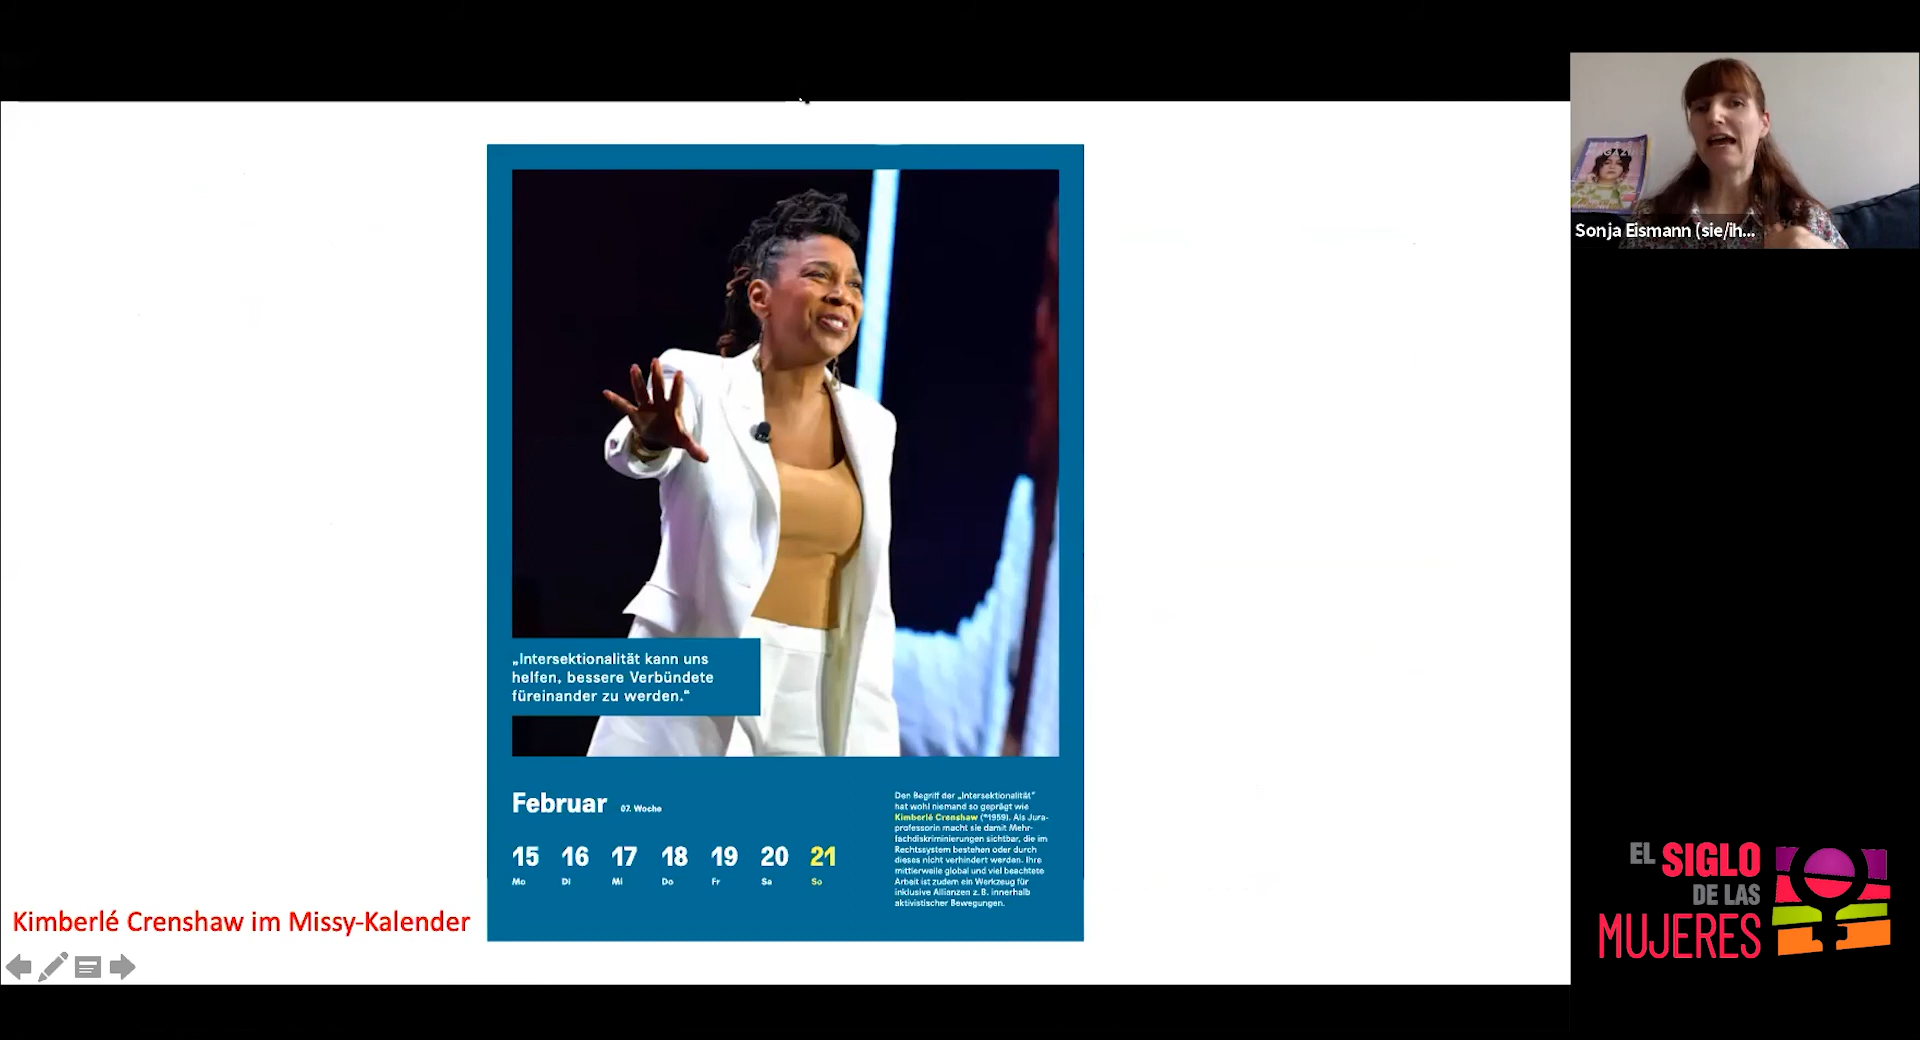 Sonja Eismann (sie/ih...
„Intersektionalität kann uns
helfen, bessere Verbündete
füreinander zu werden.“
Februar 07. Woche
15 16 17 18 19 20 21
Mo Di Mi Do Fr Sa So
Den Begriff der „Intersektionalität“
hat wohl niemand so geprägt wie
Kimberlé Crenshaw (*1959). Als Jura-
professorin macht sie damit Mehr-
fachdiskriminierungen sichtbar, die im
Rechtssystem bestehen oder durch
dieses nicht verhindert werden. Ihre
mittlerweile global und viel beachtete
Arbeit ist zudem ein Werkzeug für
inklusive Allianzen z. B. innerhalb
aktivistischer Bewegungen.
Kimberlé Crenshaw im Missy-Kalender
EL SIGLO
DE LAS
MUJERES